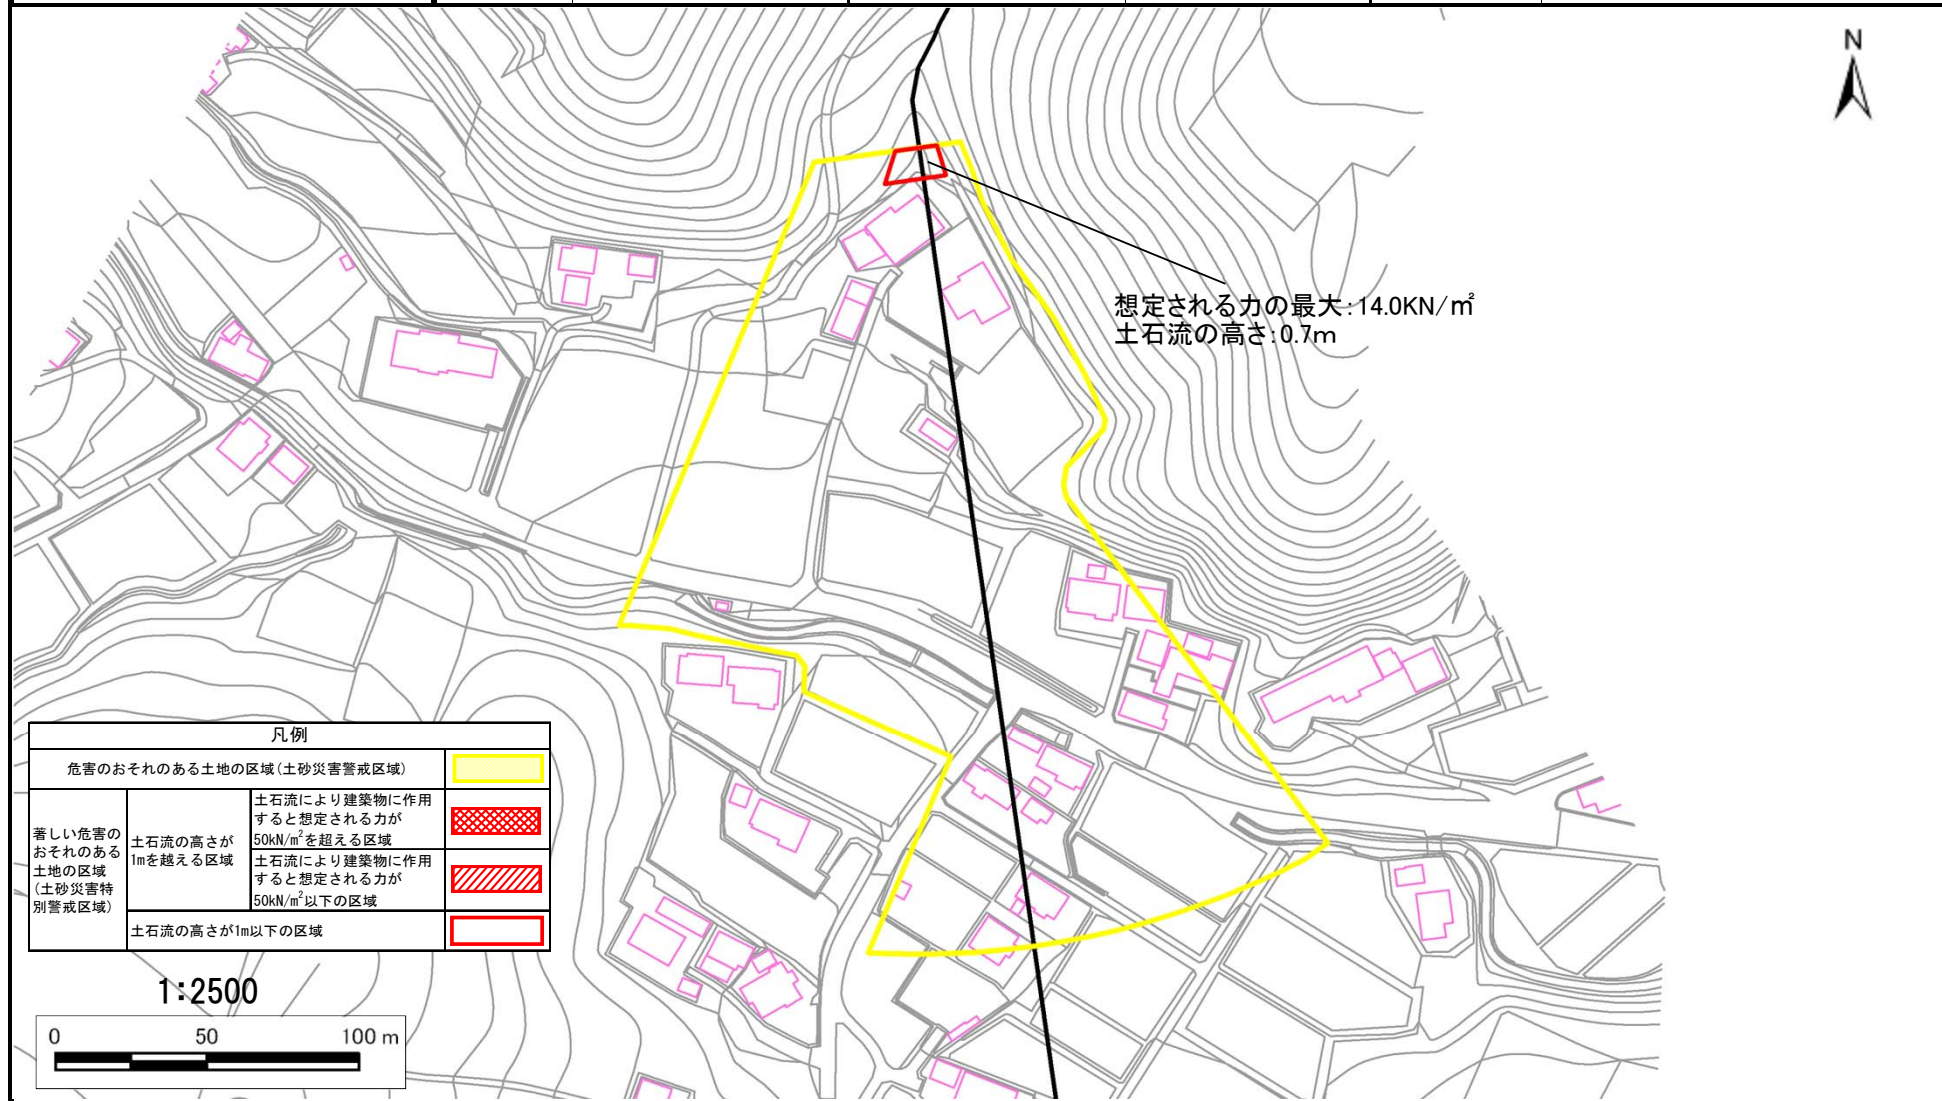 N
想定される力の最大:14.0KN/㎡
土石流の高さ:0.7m
凡例
危害のおそれのある土地の区域(土砂災害警戒区域)
著しい危害の
おそれのある
土地の区域
(土砂災害特
別警戒区域)
土石流の高さが
1mを越える区域
土石流により建築物に作用
すると想定される力が
50kN/m²を超える区域
土石流により建築物に作用
すると想定される力が
50kN/m²以下の区域
土石流の高さが1m以下の区域
1:2500
0 50 100 m